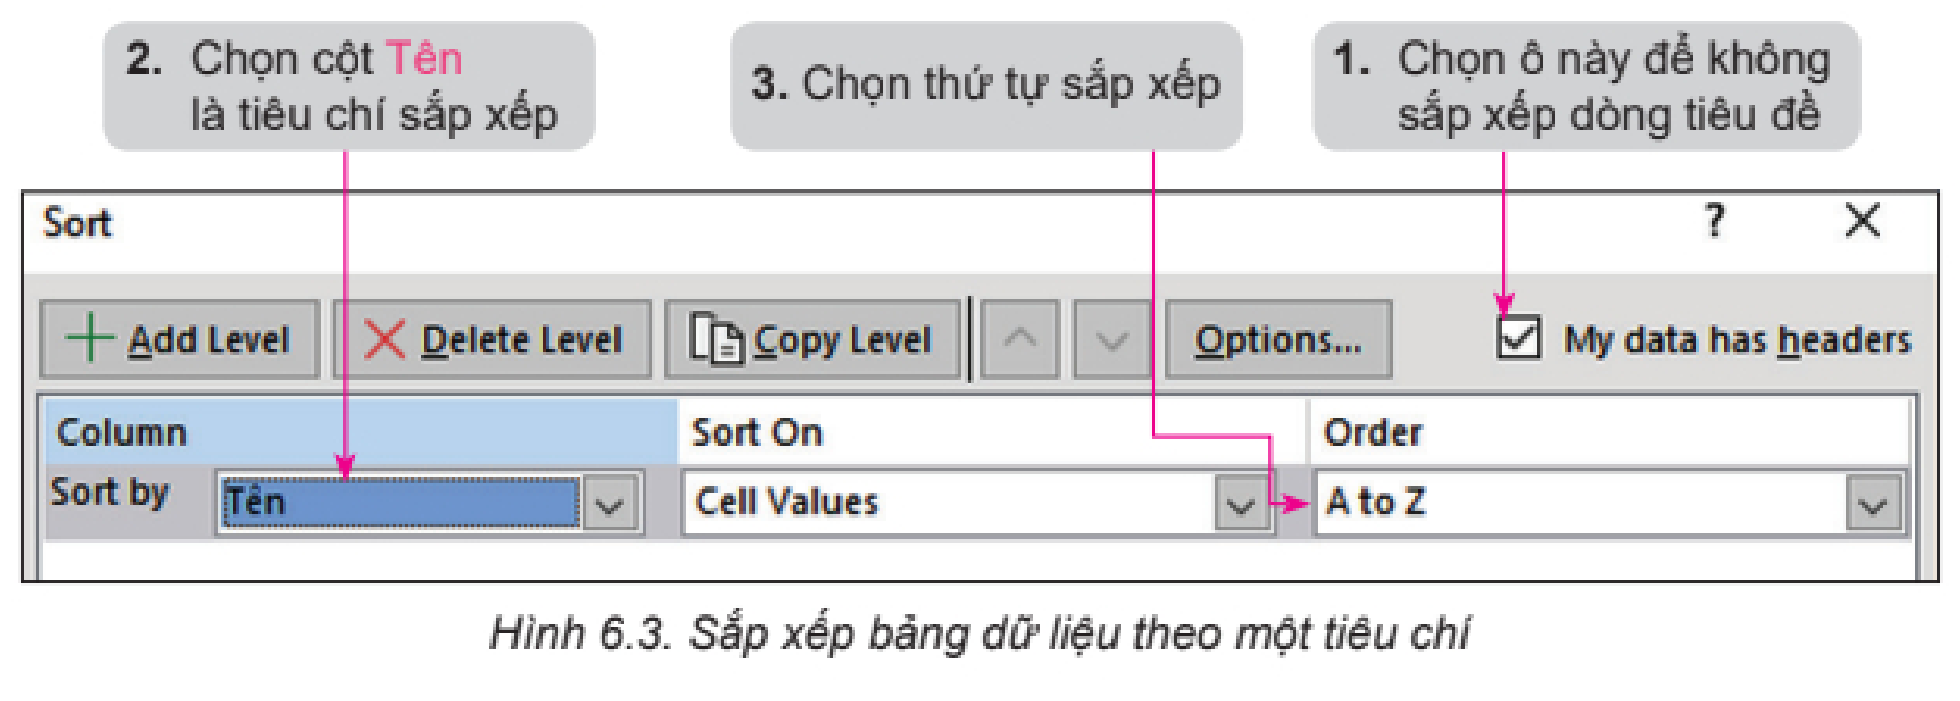 2. Chọn cột Tên
là tiêu chí sắp xếp
3. Chọn thứ tự sắp xếp
1. Chọn ô này để không
sắp xếp dòng tiêu đề
Sort ?
Add Level Delete Level Copy Level Options... My data has headers
Column Sort On Order
Sort by Tên Cell Values A to Z
Hình 6.3. Sắp xếp bảng dữ liệu theo một tiêu chí